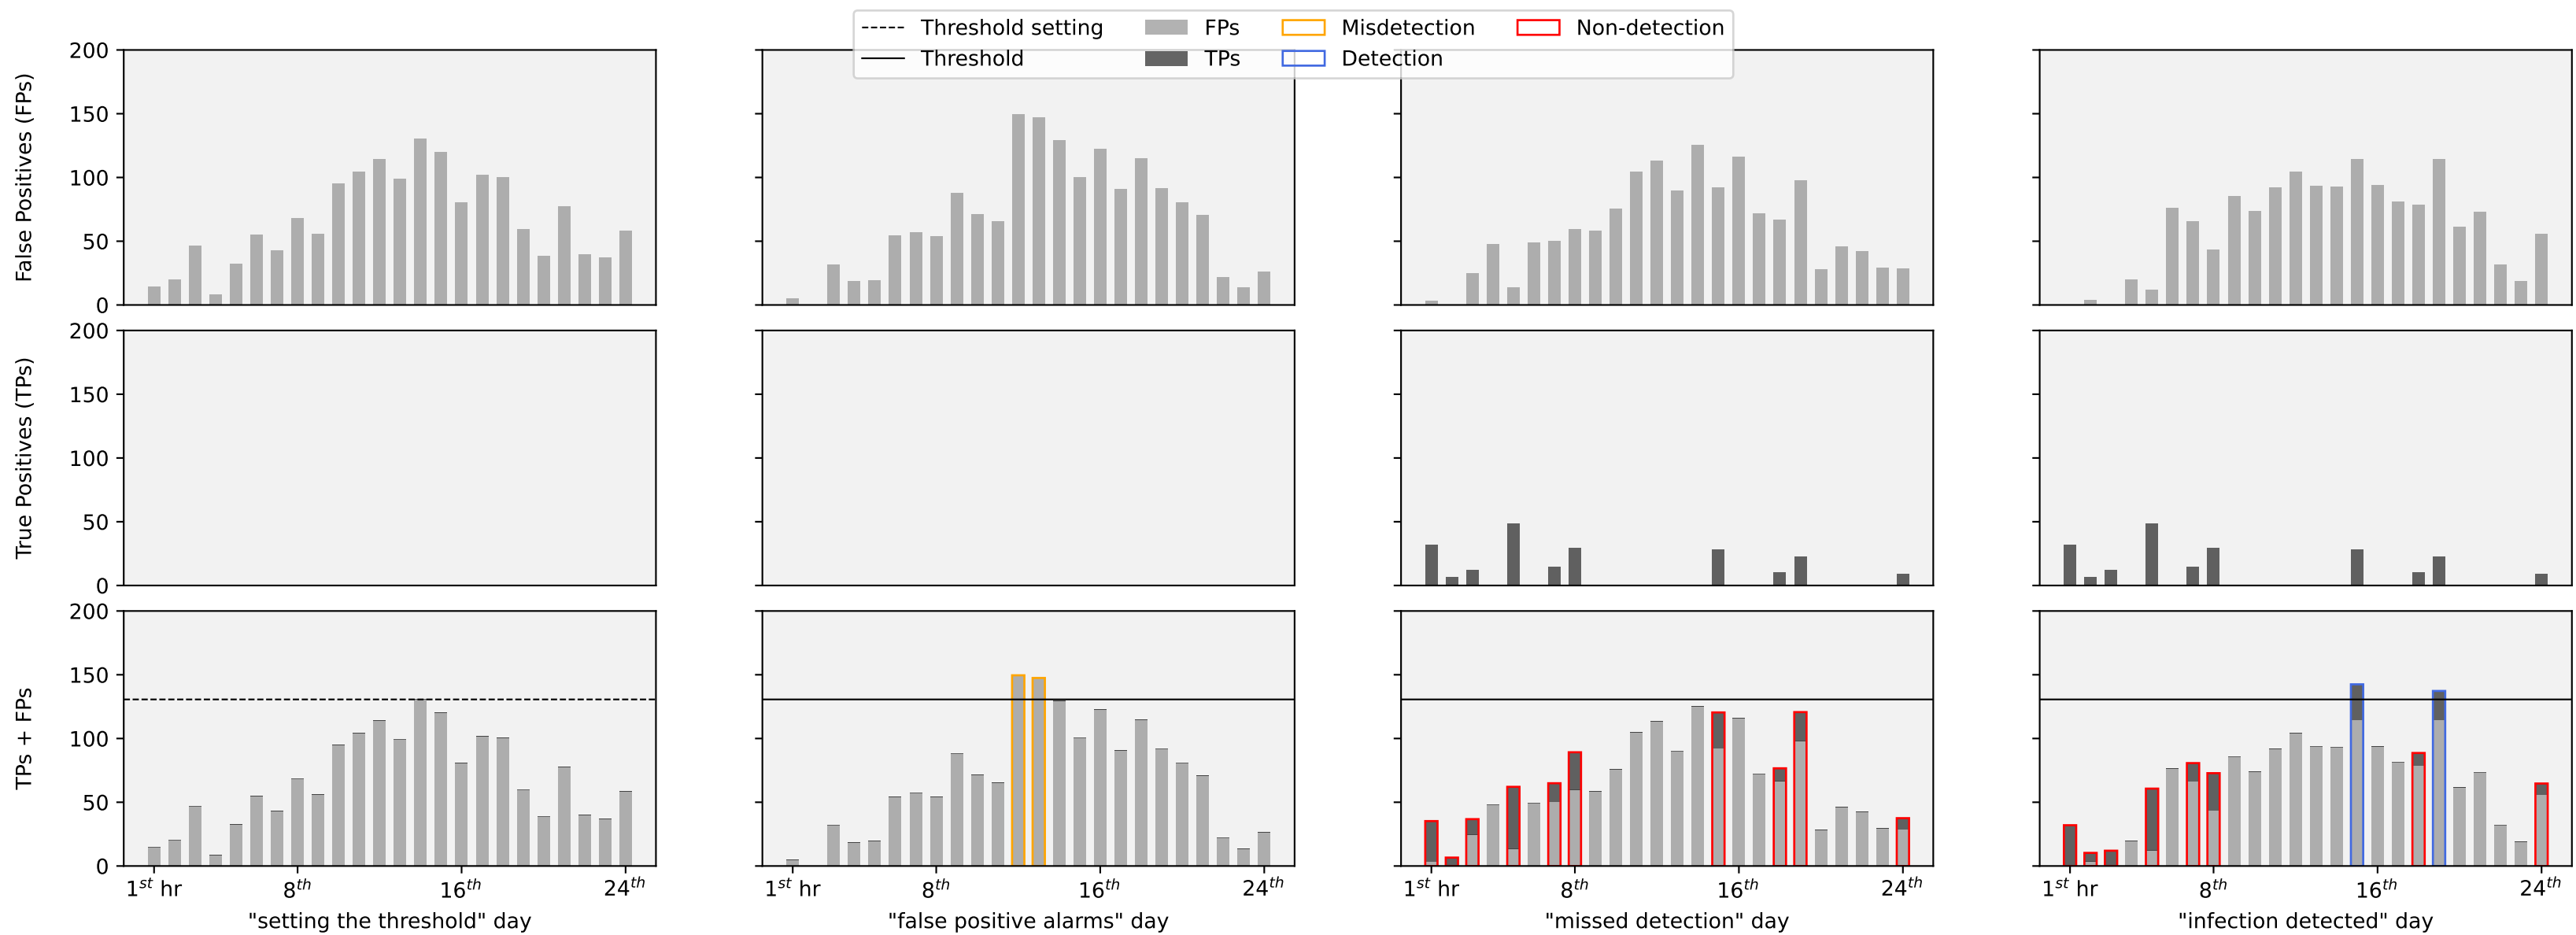 Threshold setting
Threshold
FPs
TPs
Misdetection
Detection
Non-detection
False Positives (FPs)
200
150
100
50
0
True Positives (TPs)
200
150
100
50
0
TPs + FPs
200
150
100
50
0
1st hr 8th 16th 24th
"setting the threshold" day
1st hr 8th 16th 24th
"false positive alarms" day
1st hr 8th 16th 24th
"missed detection" day
1st hr 8th 16th 24th
"infection detected" day